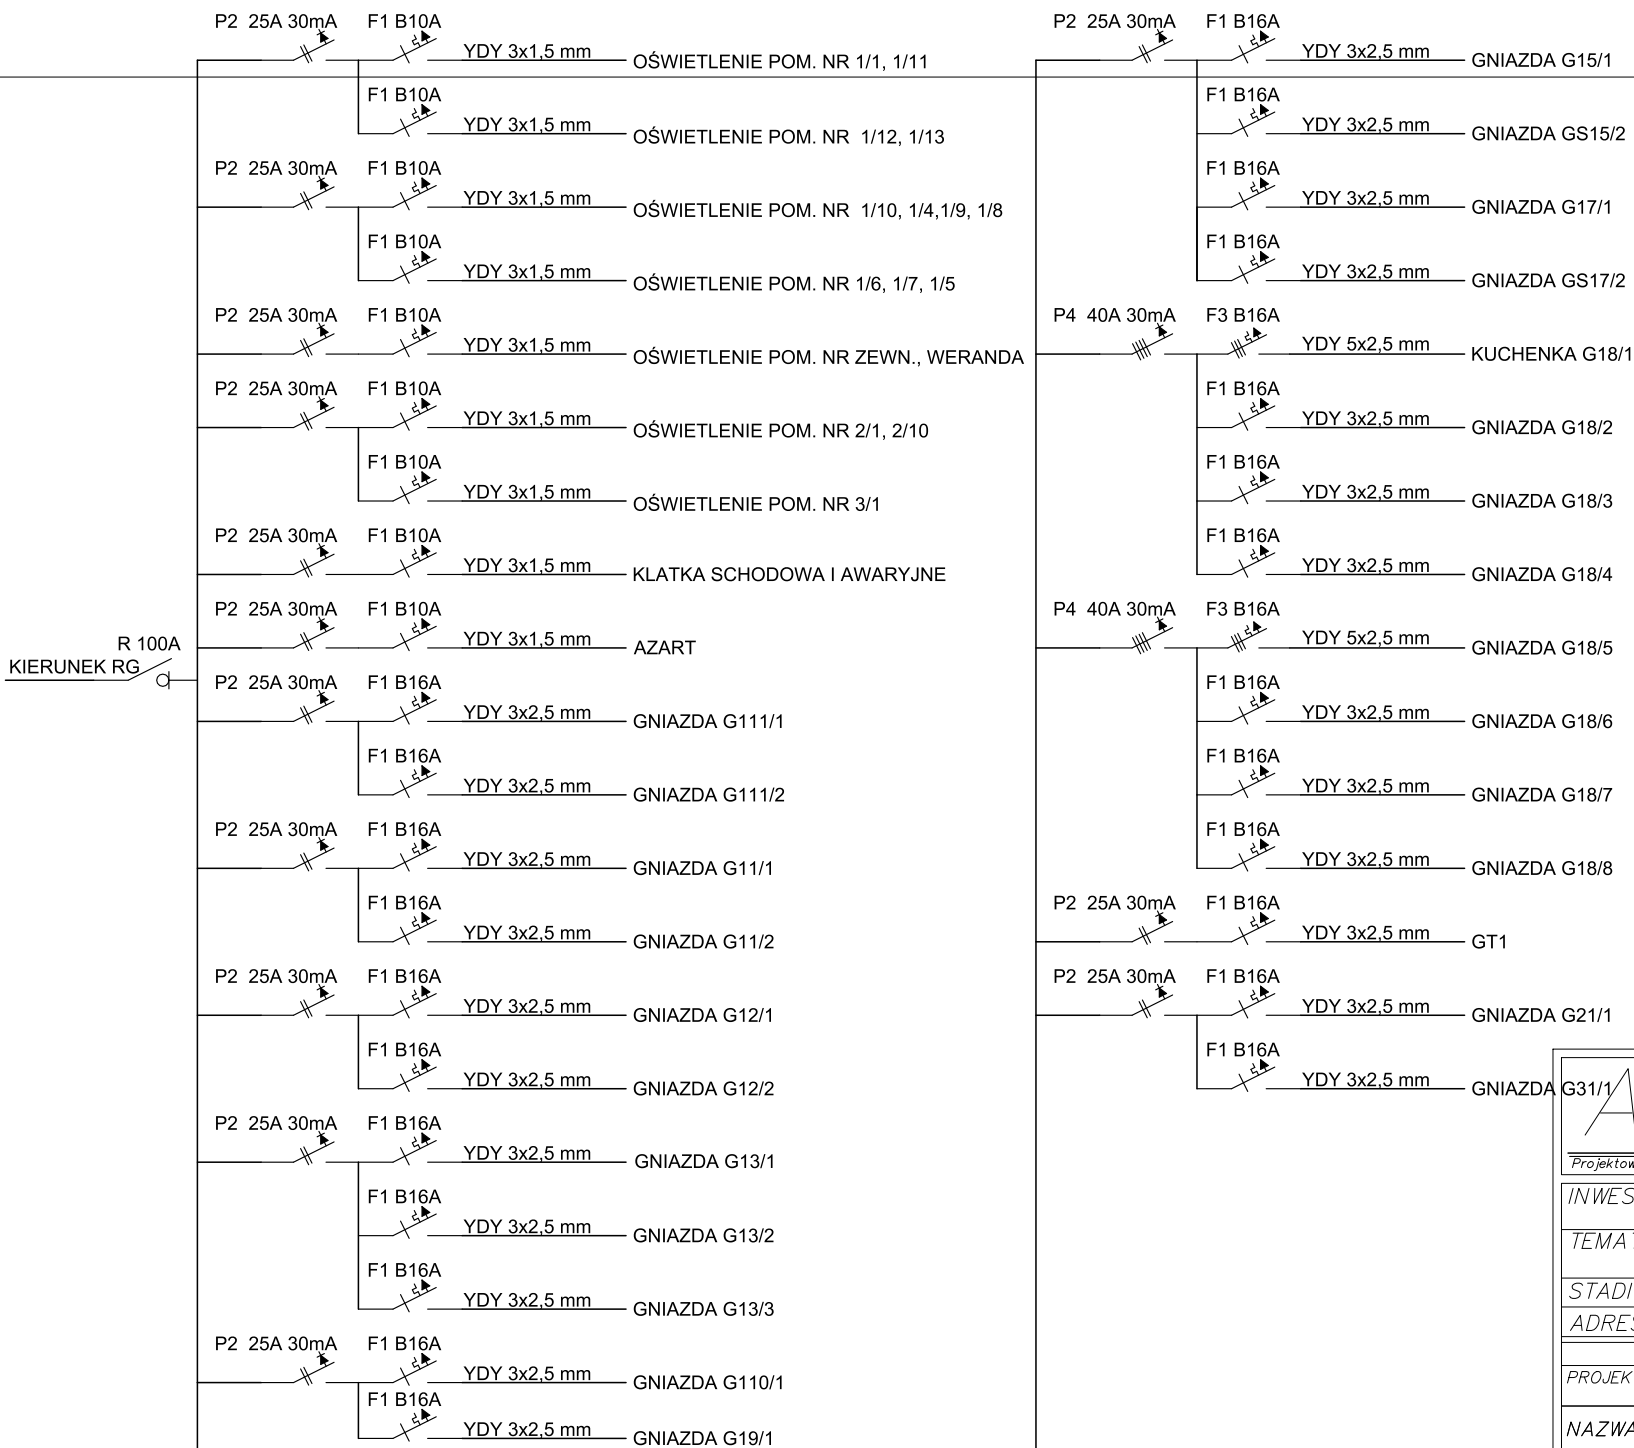 P2 25A 30mA F1 B10A
YDY 3x1,5 mm OŚWIETLENIE POM. NR 1/1, 1/11
F1 B10A
YDY 3x1,5 mm OŚWIETLENIE POM. NR 1/12, 1/13
P2 25A 30mA F1 B10A
YDY 3x1,5 mm OŚWIETLENIE POM. NR 1/10, 1/4,1/9, 1/8
F1 B10A
YDY 3x1,5 mm OŚWIETLENIE POM. NR 1/6, 1/7, 1/5
P2 25A 30mA F1 B10A
YDY 3x1,5 mm OŚWIETLENIE POM. NR ZEWN., WERANDA
P2 25A 30mA F1 B10A
YDY 3x1,5 mm OŚWIETLENIE POM. NR 2/1, 2/10
F1 B10A
YDY 3x1,5 mm OŚWIETLENIE POM. NR 3/1
P2 25A 30mA F1 B10A
YDY 3x1,5 mm KLATKA SCHODOWA I AWARYJNE
P2 25A 30mA F1 B10A
YDY 3x1,5 mm AZART
R 100A
KIERUNEK RG
P2 25A 30mA F1 B16A
YDY 3x2,5 mm GNIAZDA G111/1
F1 B16A
YDY 3x2,5 mm GNIAZDA G111/2
P2 25A 30mA F1 B16A
YDY 3x2,5 mm GNIAZDA G11/1
F1 B16A
YDY 3x2,5 mm GNIAZDA G11/2
P2 25A 30mA F1 B16A
YDY 3x2,5 mm GNIAZDA G12/1
F1 B16A
YDY 3x2,5 mm GNIAZDA G12/2
P2 25A 30mA F1 B16A
YDY 3x2,5 mm GNIAZDA G13/1
F1 B16A
YDY 3x2,5 mm GNIAZDA G13/2
F1 B16A
YDY 3x2,5 mm GNIAZDA G13/3
P2 25A 30mA F1 B16A
YDY 3x2,5 mm GNIAZDA G110/1
F1 B16A
YDY 3x2,5 mm GNIAZDA G19/1
P2 25A 30mA F1 B16A
YDY 3x2,5 mm GNIAZDA G15/1
F1 B16A
YDY 3x2,5 mm GNIAZDA GS15/2
F1 B16A
YDY 3x2,5 mm GNIAZDA G17/1
F1 B16A
YDY 3x2,5 mm GNIAZDA GS17/2
P4 40A 30mA F3 B16A
YDY 5x2,5 mm KUCHENKA G18/1
F1 B16A
YDY 3x2,5 mm GNIAZDA G18/2
F1 B16A
YDY 3x2,5 mm GNIAZDA G18/3
F1 B16A
YDY 3x2,5 mm GNIAZDA G18/4
P4 40A 30mA F3 B16A
YDY 5x2,5 mm GNIAZDA G18/5
F1 B16A
YDY 3x2,5 mm GNIAZDA G18/6
F1 B16A
YDY 3x2,5 mm GNIAZDA G18/7
F1 B16A
YDY 3x2,5 mm GNIAZDA G18/8
P2 25A 30mA F1 B16A
YDY 3x2,5 mm GT1
P2 25A 30mA F1 B16A
YDY 3x2,5 mm GNIAZDA G21/1
F1 B16A
YDY 3x2,5 mm GNIAZDA G31/1
A
Projektow
INWES
TEMA
STADI
ADRES
PROJEK
NAZWA